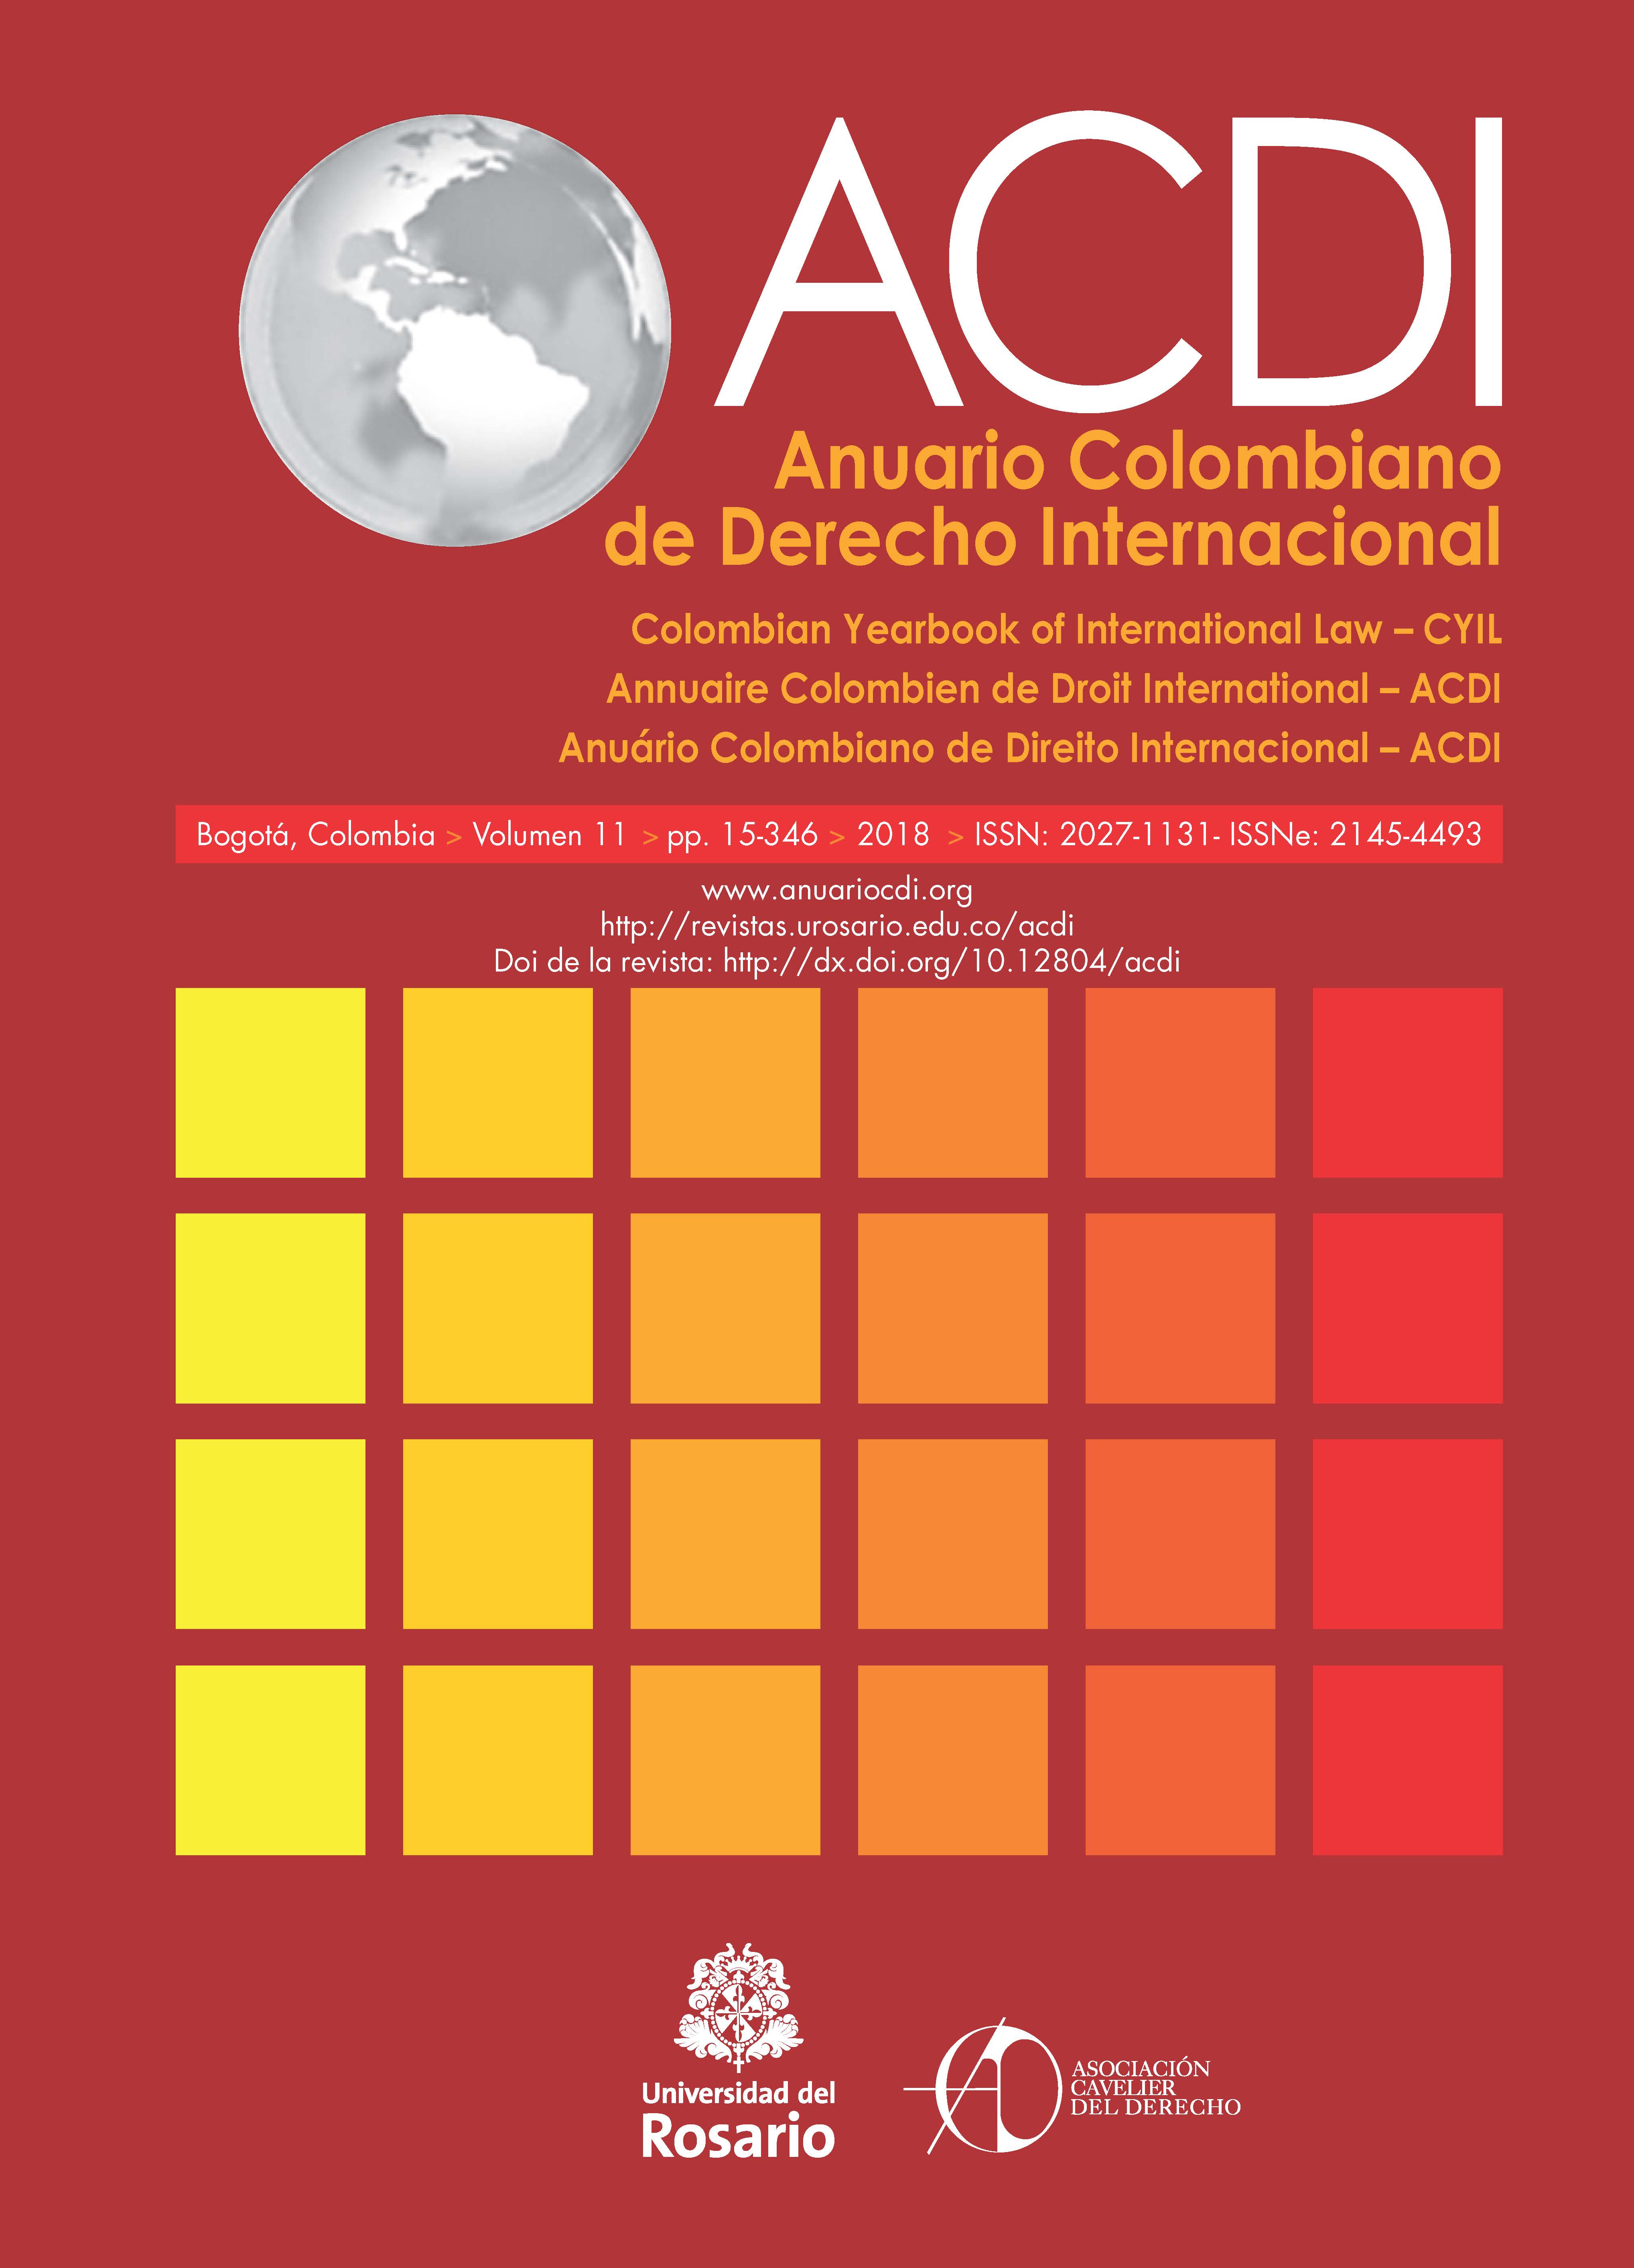 ACDI
Anuario Colombiano
de Derecho Internacional
Colombian Yearbook of International Law – CYIL
Annuaire Colombien de Droit International – ACDI
Anuário Colombiano de Direito Internacional – ACDI
Bogotá, Colombia > Volumen 11 > pp. 15-346 > 2018 > ISSN: 2027-1131- ISSNe: 2145-4493
www.anuariocdi.org
http://revistas.urosario.edu.co/acdi
Doi de la revista: http://dx.doi.org/10.12804/acdi
Universidad del
Rosario
ASOCIACIÓN
CAVELIER
DEL DERECHO